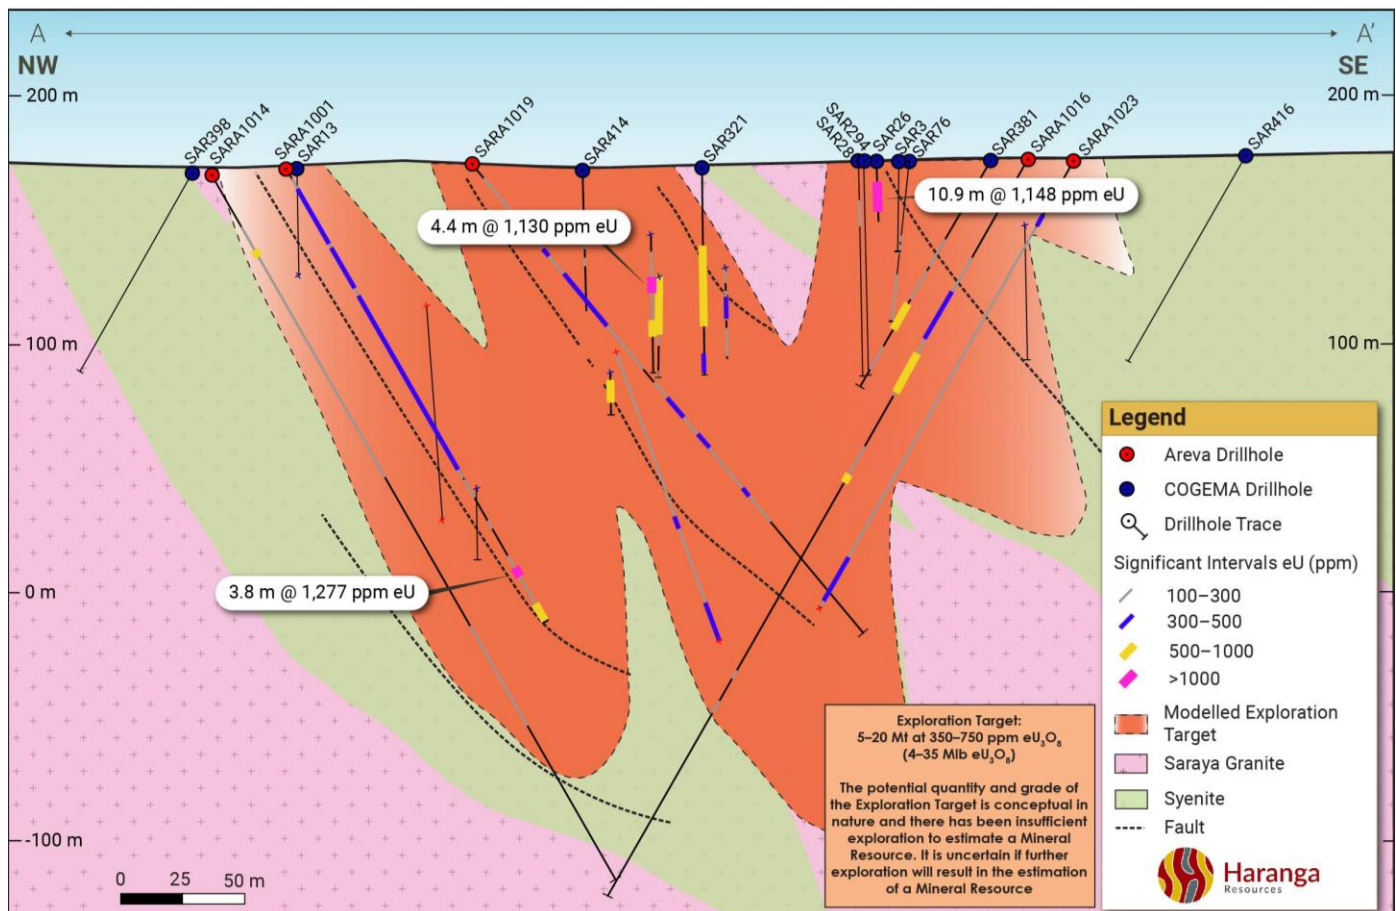 A
A'
NW
SE
200 m
200 m
SAR398
SARA1014
SARA1001
SAR13
SARA1019
SAR414
SAR321
SAR28
SAR294
SAR26
SAR3
SAR76
SAR381
SARA1016
SARA1023
SAR416
10.9 m @ 1,148 ppm eU
4.4 m @ 1,130 ppm eU
100 m
100 m
3.8 m @ 1,277 ppm eU
0 m
-100 m
0 25 50 m
Legend
Areva Drillhole
COGEMA Drillhole
Drillhole Trace
Significant Intervals eU (ppm)
100–300
300–500
500–1000
>1000
Modelled Exploration
Target
Saraya Granite
Syenite
Fault
Haranga
Resources
Exploration Target:
5–20 Mt at 350–750 ppm eU₃O₈
(4–35 Mlb eU₃O₈)
The potential quantity and grade of
the Exploration Target is conceptual in
nature and there has been insufficient
exploration to estimate a Mineral
Resource. It is uncertain if further
exploration will result in the estimation
of a Mineral Resource